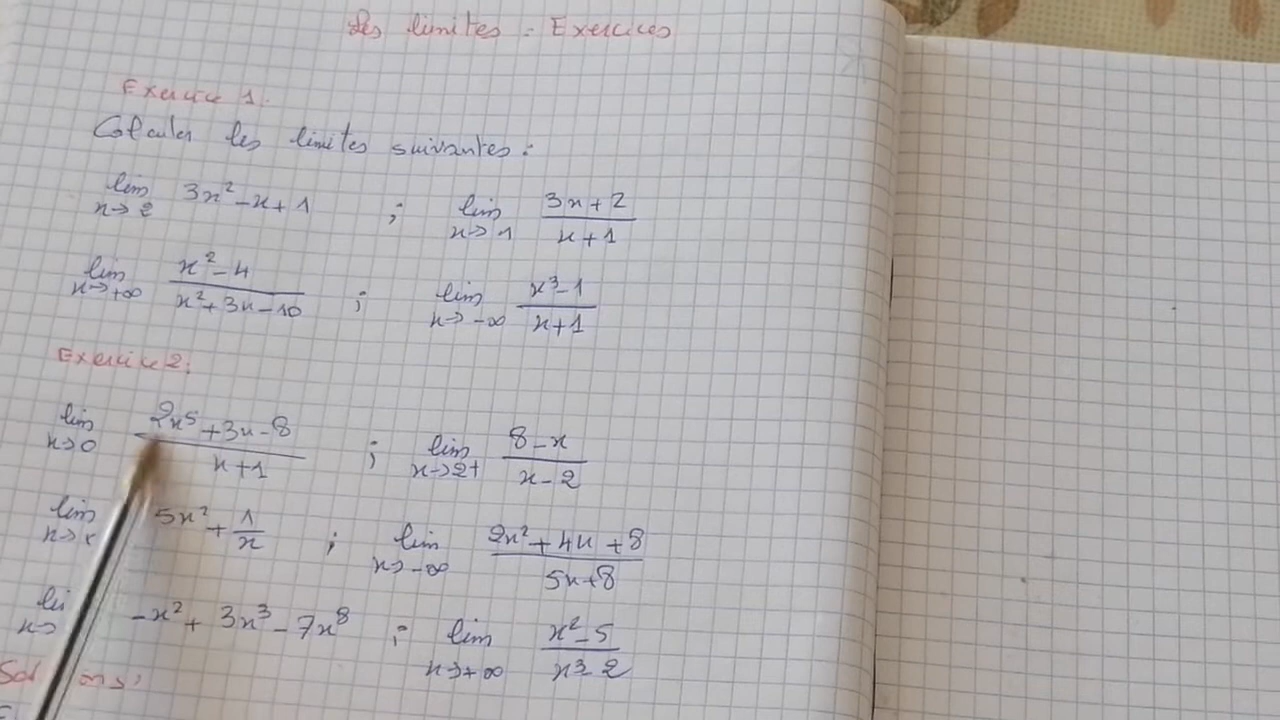 Les limites : Exercices
Exercice 1:
Calculer les limites suivantes :
lim x→2 3x² - x + 1 ; lim x→1 (3x + 2)/(x + 1)
lim x→+∞ (x² - 4)/(x² + 3x - 10) ; lim x→-∞ (x³ - 1)/(x + 1)
Exercice 2:
lim x→0 (2x⁵ + 3x - 8)/(x + 1) ; lim x→2+ (8 - x)/(x - 2)
lim x→ 5x² + 1/x ; lim x→-∞ (2x² + 4x + 8)/(5x + 8)
x→ -x² + 3x³ - 7x⁸ ; lim x→+∞ (x² - 5)/(x³ - 2)